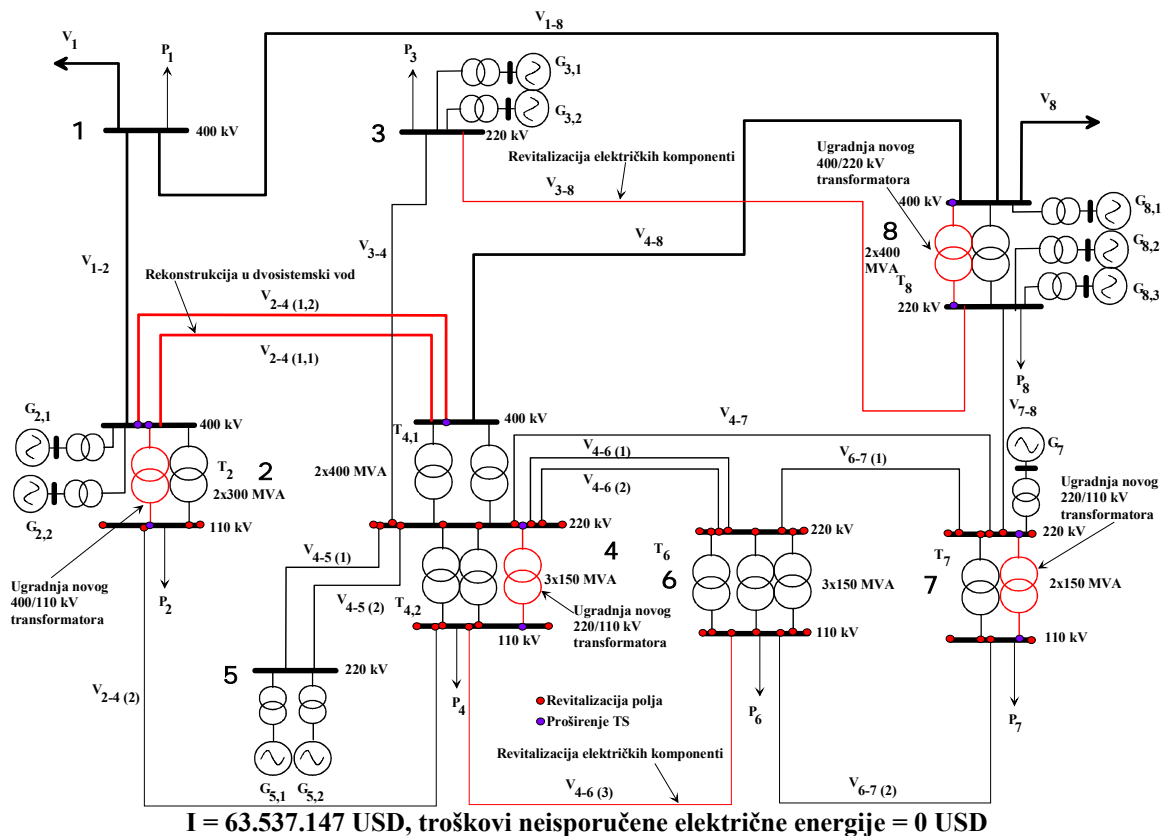 V1-8
V1
P1
1
400 kV
P3
G3,1
G3,2
3
220 kV
Revitalizacija električkih komponenti
V3-8
V8
Ugradnja novog
400/220 kV
transformatora
400 kV
G8,1
8
2x400
MVA
T8
G8,2
G8,3
220 kV
P8
V1-2
V3-4
V4-8
Rekonstrukcija u dvosistemski vod
V2-4 (1,2)
V2-4 (1,1)
G2,1
400 kV
T2
2
2x300 MVA
G2,2
110 kV
Ugradnja novog
400/110 kV
transformatora
P2
T4,1
400 kV
2x400 MVA
V4-7
V4-6 (1)
V4-6 (2)
V6-7 (1)
V7-8
G7
Ugradnja novog
220/110 kV
transformatora
220 kV
4
V4-5 (1)
V4-5 (2)
T4,2
3x150 MVA
Ugradnja novog
220/110 kV
transformatora
110 kV
P4
220 kV
T6
6
3x150 MVA
110 kV
P6
220 kV
T7
7
2x150 MVA
110 kV
P7
5
220 kV
G5,1
G5,2
V2-4 (2)
Revitalizacija polja
Proširenje TS
Revitalizacija električkih komponenti
V4-6 (3)
V6-7 (2)
I = 63.537.147 USD, troškovi neisporučene električne energije = 0 USD